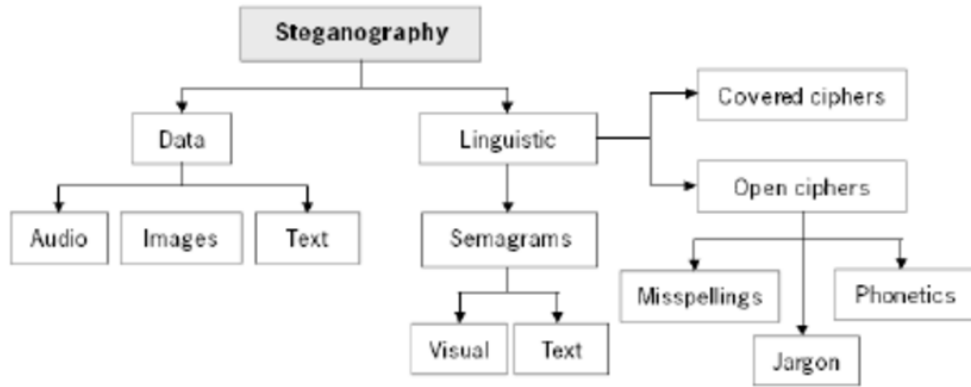 Steganography
Covered ciphers
Data
Linguistic
Open ciphers
Audio
Images
Text
Semagrams
Misspellings
Phonetics
Visual
Text
Jargon